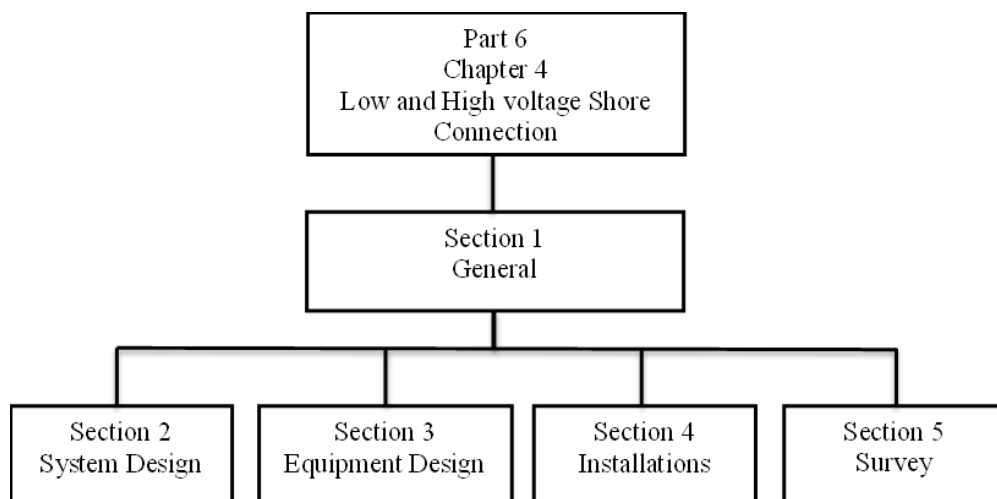 Part 6
Chapter 4
Low and High voltage Shore
Connection
Section 1
General
Section 2
System Design
Section 3
Equipment Design
Section 4
Installations
Section 5
Survey